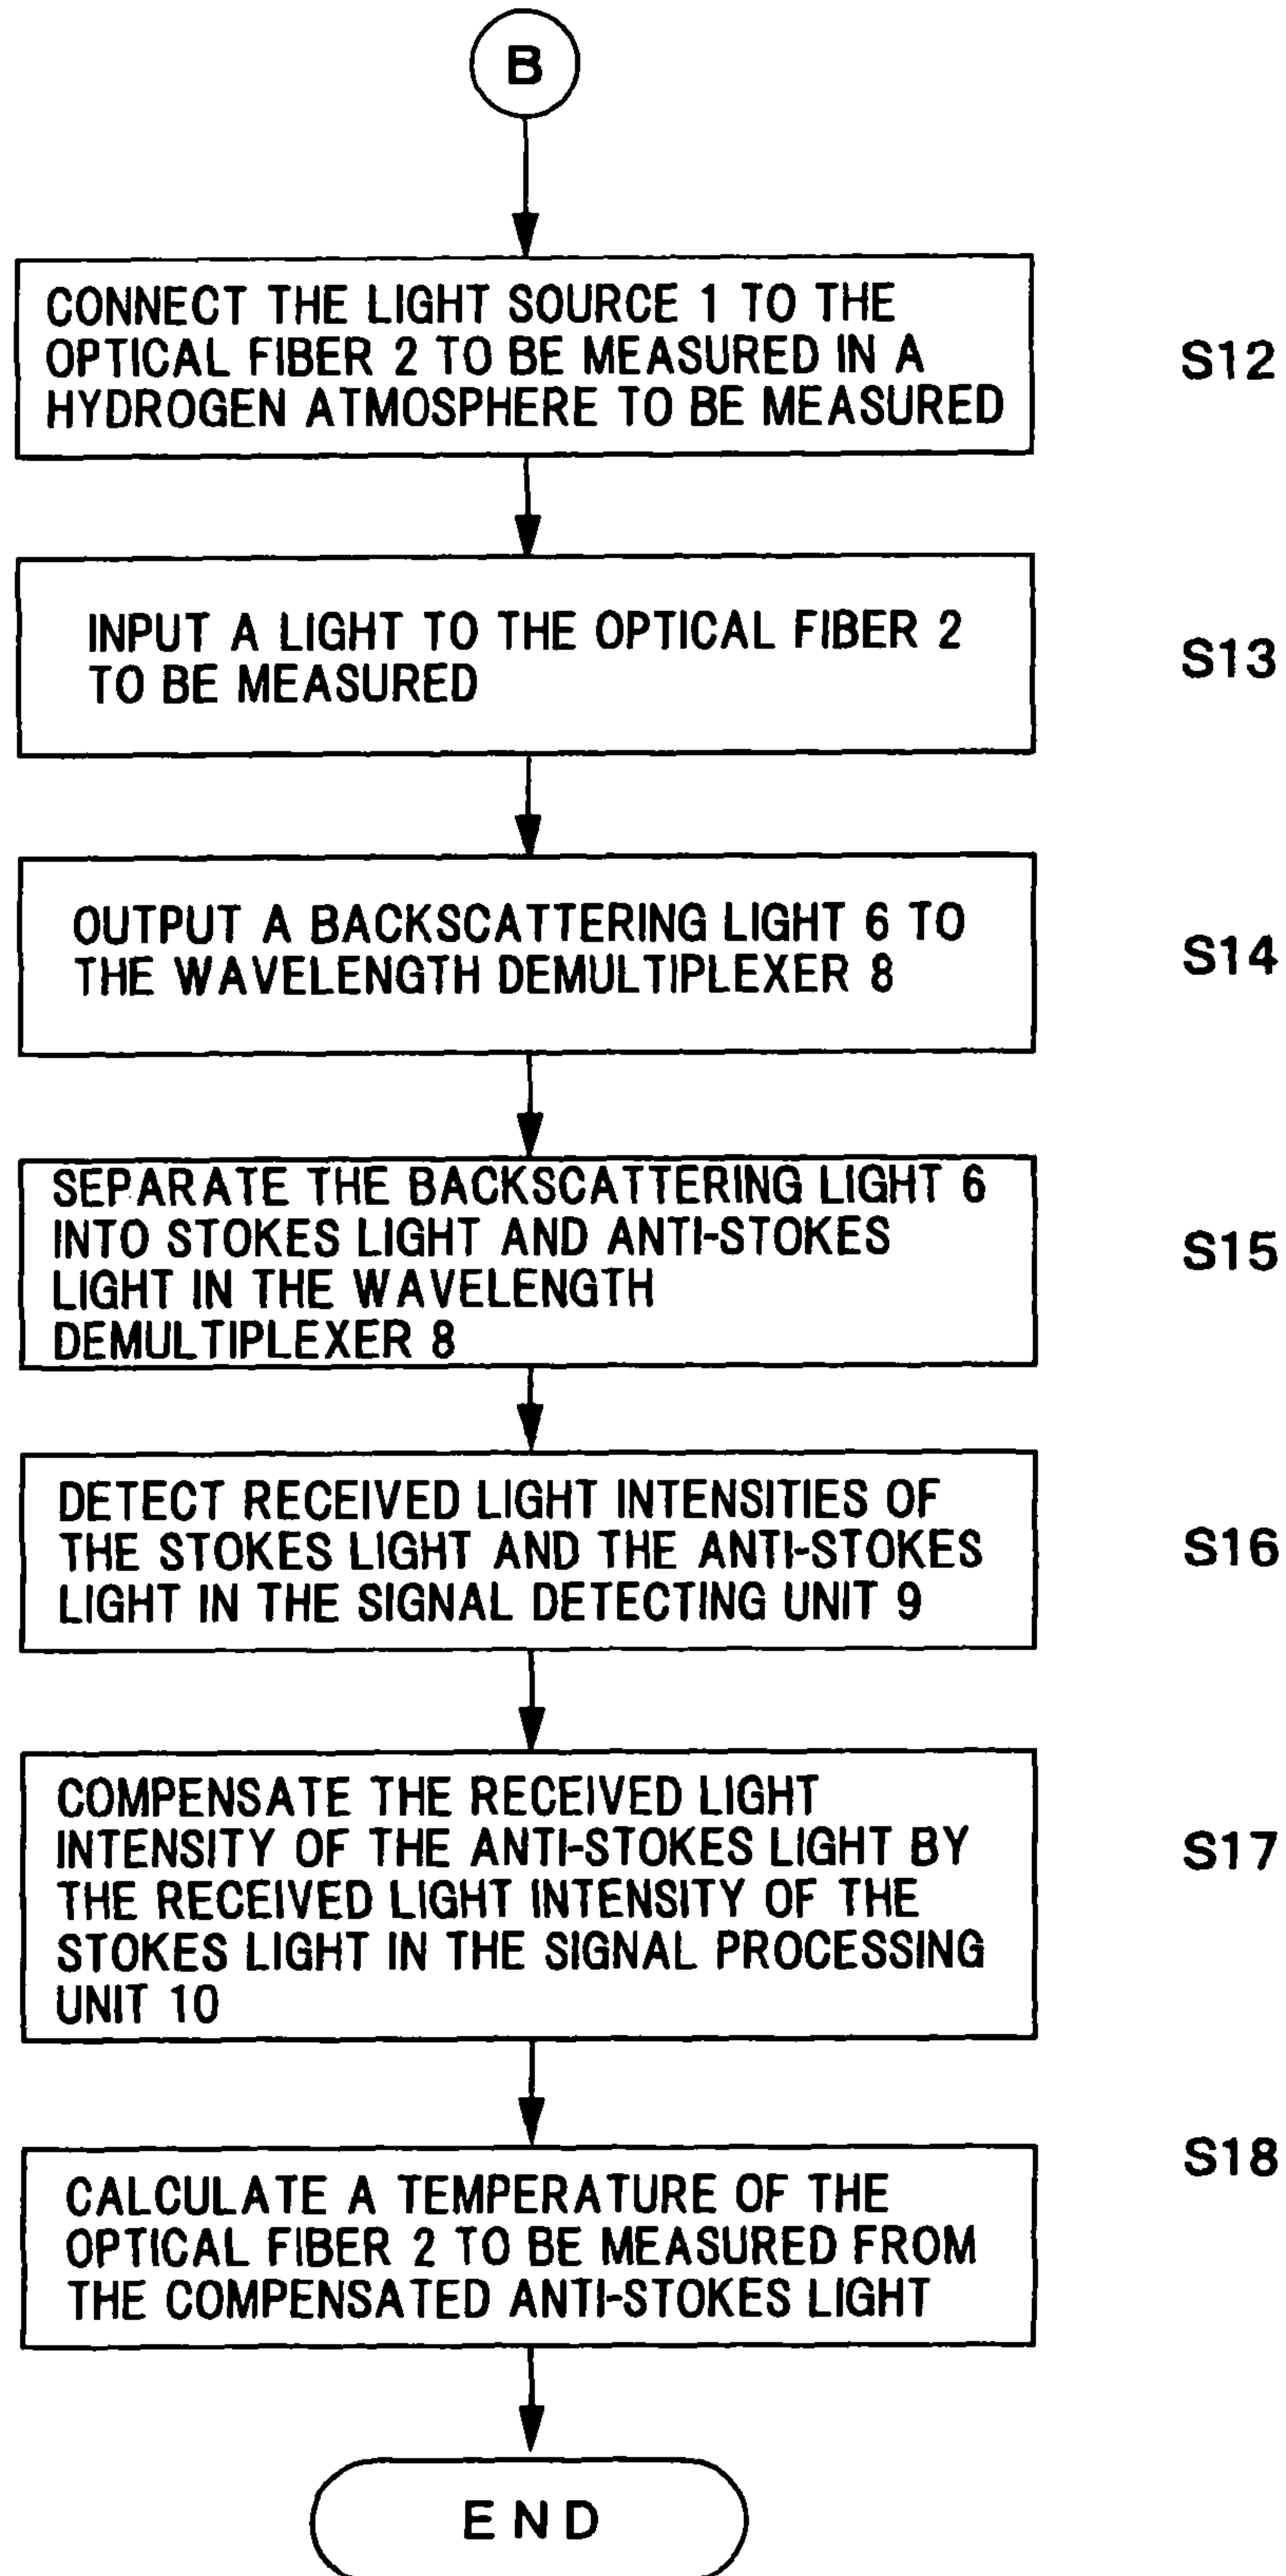 B
CONNECT THE LIGHT SOURCE 1 TO THE
OPTICAL FIBER 2 TO BE MEASURED IN A
HYDROGEN ATMOSPHERE TO BE MEASURED
S12
INPUT A LIGHT TO THE OPTICAL FIBER 2
TO BE MEASURED
S13
OUTPUT A BACKSCATTERING LIGHT 6 TO
THE WAVELENGTH DEMULTIPLEXER 8
S14
SEPARATE THE BACKSCATTERING LIGHT 6
INTO STOKES LIGHT AND ANTI-STOKES
LIGHT IN THE WAVELENGTH
DEMULTIPLEXER 8
S15
DETECT RECEIVED LIGHT INTENSITIES OF
THE STOKES LIGHT AND THE ANTI-STOKES
LIGHT IN THE SIGNAL DETECTING UNIT 9
S16
COMPENSATE THE RECEIVED LIGHT
INTENSITY OF THE ANTI-STOKES LIGHT BY
THE RECEIVED LIGHT INTENSITY OF THE
STOKES LIGHT IN THE SIGNAL PROCESSING
UNIT 10
S17
CALCULATE A TEMPERATURE OF THE
OPTICAL FIBER 2 TO BE MEASURED FROM
THE COMPENSATED ANTI-STOKES LIGHT
S18
END